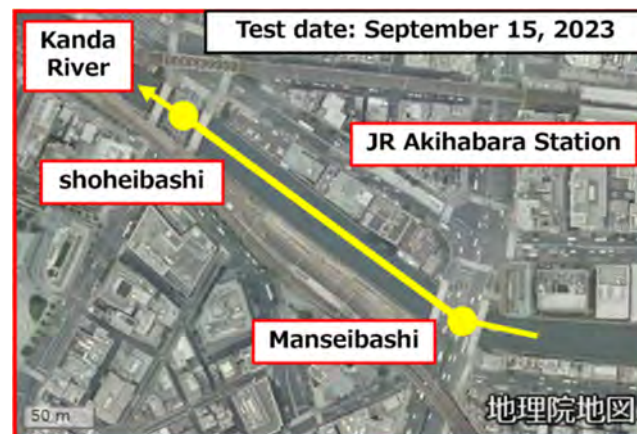 Kanda
River
Test date: September 15, 2023
JR Akihabara Station
shoheibashi
Manseibashi
50 m
地理院地図